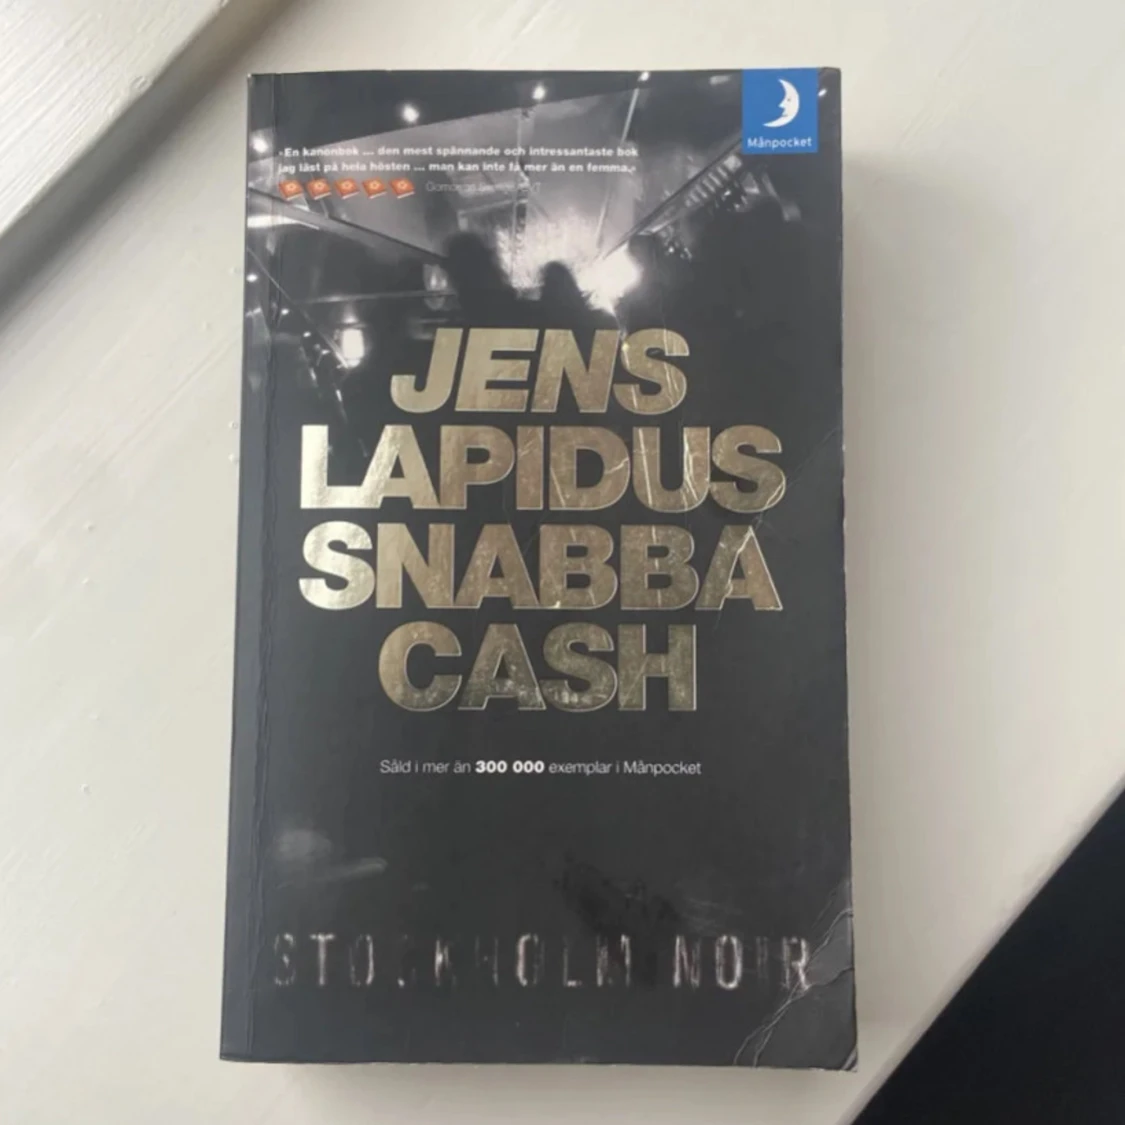 »En kanonbok ... den mest spännande och intressantaste bok
jag läst på hela hösten ... man kan inte få mer än en femma.»
Månpocket
JENS
LAPIDUS
SNABBA
CASH
Såld i mer än 300 000 exemplar i Månpocket
STOCKHOLM NOIR